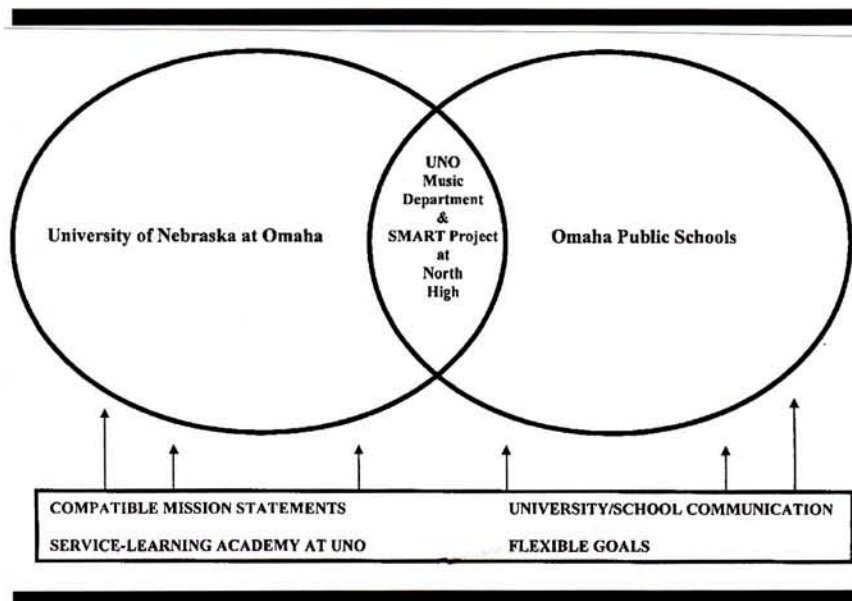 University of Nebraska at Omaha
UNO
Music
Department
&
SMART Project
at
North
High
Omaha Public Schools
COMPATIBLE MISSION STATEMENTS
UNIVERSITY/SCHOOL COMMUNICATION
SERVICE-LEARNING ACADEMY AT UNO
FLEXIBLE GOALS